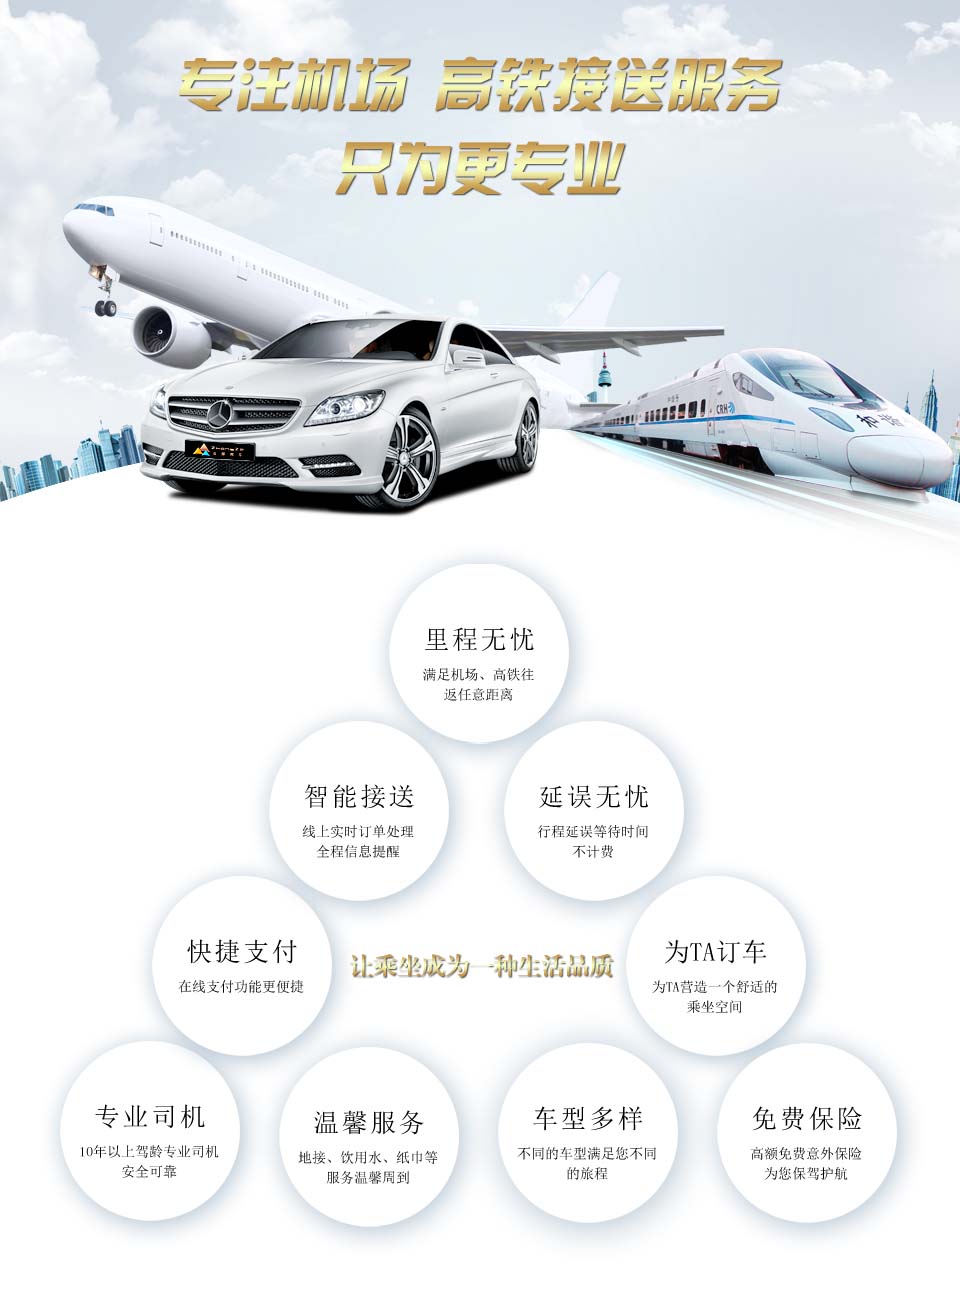 专注机场 高铁接送服务
只为更专业
CRH
和谐
里程无忧
满足机场、高铁往
返任意距离
智能接送
线上实时订单处理
全程信息提醒
延误无忧
行程延误等待时间
不计费
快捷支付
在线支付功能更便捷
让乘坐成为一种生活品质
为TA订车
为TA营造一个舒适的
乘坐空间
专业司机
10年以上驾龄专业司机
安全可靠
温馨服务
地接、饮用水、纸巾等
服务温馨周到
车型多样
不同的车型满足您不同
的旅程
免费保险
高额免费意外保险
为您保驾护航